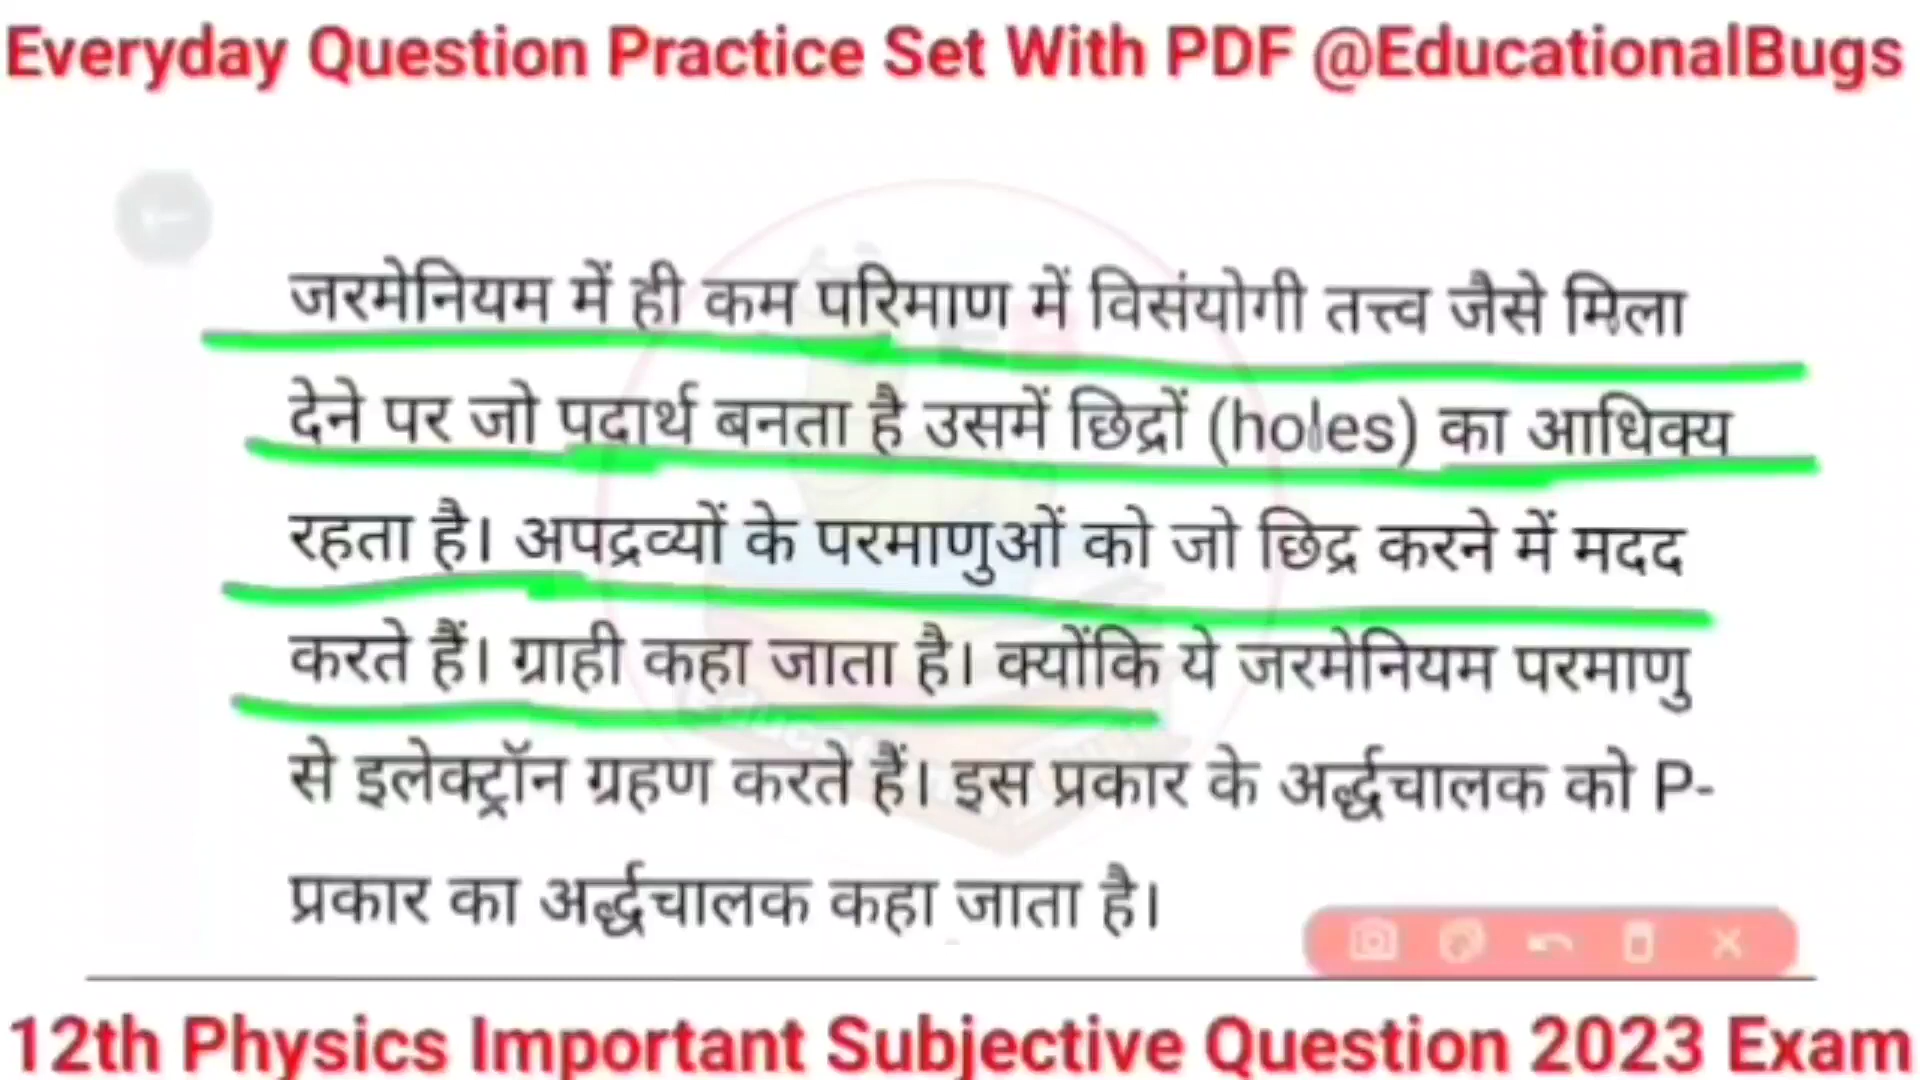 Everyday Question Practice Set With PDF @EducationalBugs
जरमेनियम में ही कम परिमाण में विसंयोगी तत्त्व जैसे मिला
देने पर जो पदार्थ बनता है उसमें छिद्रों (holes) का आधिक्य
रहता है। अपद्रव्यों के परमाणुओं को जो छिद्र करने में मदद
करते हैं। ग्राही कहा जाता है। क्योंकि ये जरमेनियम परमाणु
से इलेक्ट्रॉन ग्रहण करते हैं। इस प्रकार के अर्द्धचालक को P-
प्रकार का अर्द्धचालक कहा जाता है।
12th Physics Important Subjective Question 2023 Exam